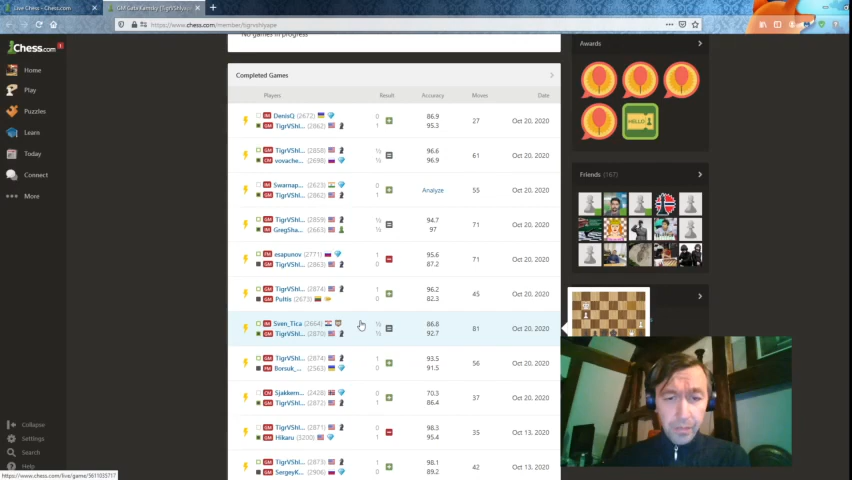 Live Chess - Chess.com
GM Gata Kamsky (TigrVShlyape
https://www.chess.com/member/tigrvshlyape
Chess.com
1
Home
Play
Puzzles
Learn
Today
Connect
More
Collapse
Settings
Search
Help
No games in progress
Completed Games
Players
Result
Accuracy
Moves
Date
GM DenisQ (2672)
GM TigrVShl... (2862)
0
1
86.9
95.3
27
Oct 20, 2020
GM TigrVShl... (2858)
GM vovache... (2698)
½
½
96.6
96.9
61
Oct 20, 2020
GM Swarnap... (2623)
GM TigrVShl... (2862)
0
1
Analyze
55
Oct 20, 2020
GM TigrVShl... (2859)
GM GregSha... (2663)
½
½
94.7
97
71
Oct 20, 2020
esapunov (2771)
GM TigrVShl... (2863)
1
0
95.6
87.2
71
Oct 20, 2020
GM TigrVShl... (2874)
GM Pultis (2673)
1
0
96.2
82.3
45
Oct 20, 2020
Sven_Tica (2664)
GM TigrVShl... (2870)
½
½
86.8
92.7
81
Oct 20, 2020
GM TigrVShl... (2874)
Borsuk_... (2563)
1
0
93.5
91.5
56
Oct 20, 2020
Sjakkern... (2428)
GM TigrVShl... (2872)
0
1
70.3
86.4
37
Oct 20, 2020
GM TigrVShl... (2871)
GM Hikaru (3200)
0
1
98.3
95.4
35
Oct 13, 2020
GM TigrVShl... (2873)
GM SergeyK... (2906)
1
0
98.1
89.2
42
Oct 13, 2020
Awards
HELLO
Friends (167)
https://www.chess.com/live/game/5611035717